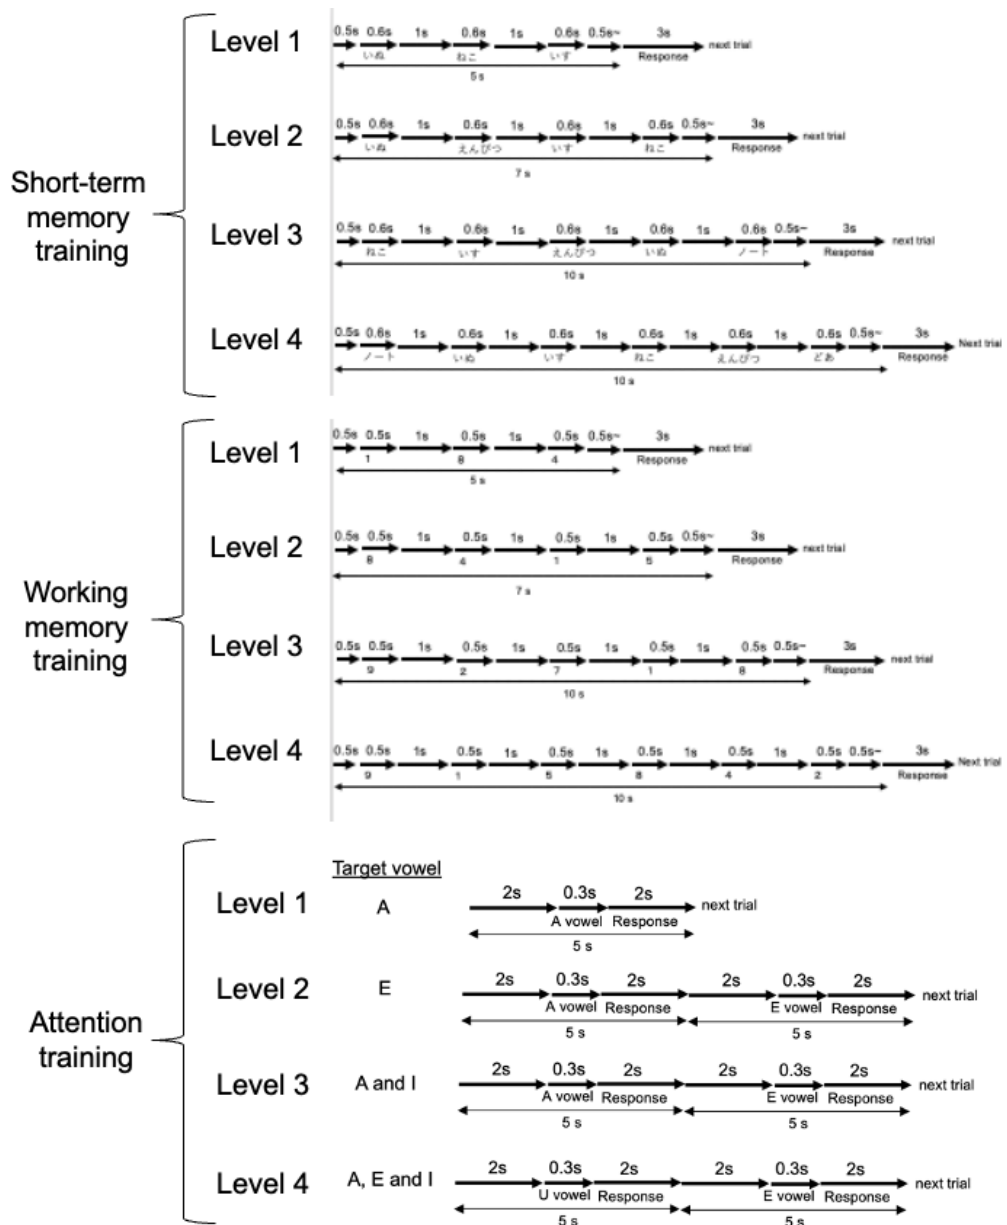 Short-term
memory
training
Level 1
0.5s 0.6s 1s 0.6s 1s 0.6s 0.5s~ 3s
いぬ ねこ いす Response next trial
5 s
Level 2
0.5s 0.6s 1s 0.6s 1s 0.6s 1s 0.6s 0.5s~ 3s
いぬ えんぴつ いす ねこ Response next trial
7 s
Level 3
0.5s 0.6s 1s 0.6s 1s 0.6s 1s 0.6s 1s 0.6s 0.5s~ 3s
ねこ いす えんぴつ いぬ ノート Response next trial
10 s
Level 4
0.5s 0.6s 1s 0.6s 1s 0.6s 1s 0.6s 1s 0.6s 1s 0.6s 0.5s~ 3s
ノート いぬ いす ねこ えんぴつ どあ Response Next trial
10 s
Working
memory
training
Level 1
0.5s 0.5s 1s 0.5s 1s 0.5s 0.5s~ 3s
1 8 4 Response next trial
5 s
Level 2
0.5s 0.5s 1s 0.5s 1s 0.5s 1s 0.5s 0.5s~ 3s
8 4 1 5 Response next trial
7 s
Level 3
0.5s 0.5s 1s 0.5s 1s 0.5s 1s 0.5s 1s 0.5s 0.5s~ 3s
9 2 7 1 8 Response next trial
10 s
Level 4
0.5s 0.5s 1s 0.5s 1s 0.5s 1s 0.5s 1s 0.5s 1s 0.5s 0.5s~ 3s
9 1 5 8 4 2 Response Next trial
10 s
Attention
training
Target vowel
Level 1 A
2s 0.3s 2s
A vowel Response next trial
5 s
Level 2 E
2s 0.3s 2s 2s 0.3s 2s
A vowel Response E vowel Response next trial
5 s 5 s
Level 3 A and I
2s 0.3s 2s 2s 0.3s 2s
A vowel Response E vowel Response next trial
5 s 5 s
Level 4 A, E and I
2s 0.3s 2s 2s 0.3s 2s
U vowel Response E vowel Response next trial
5 s 5 s